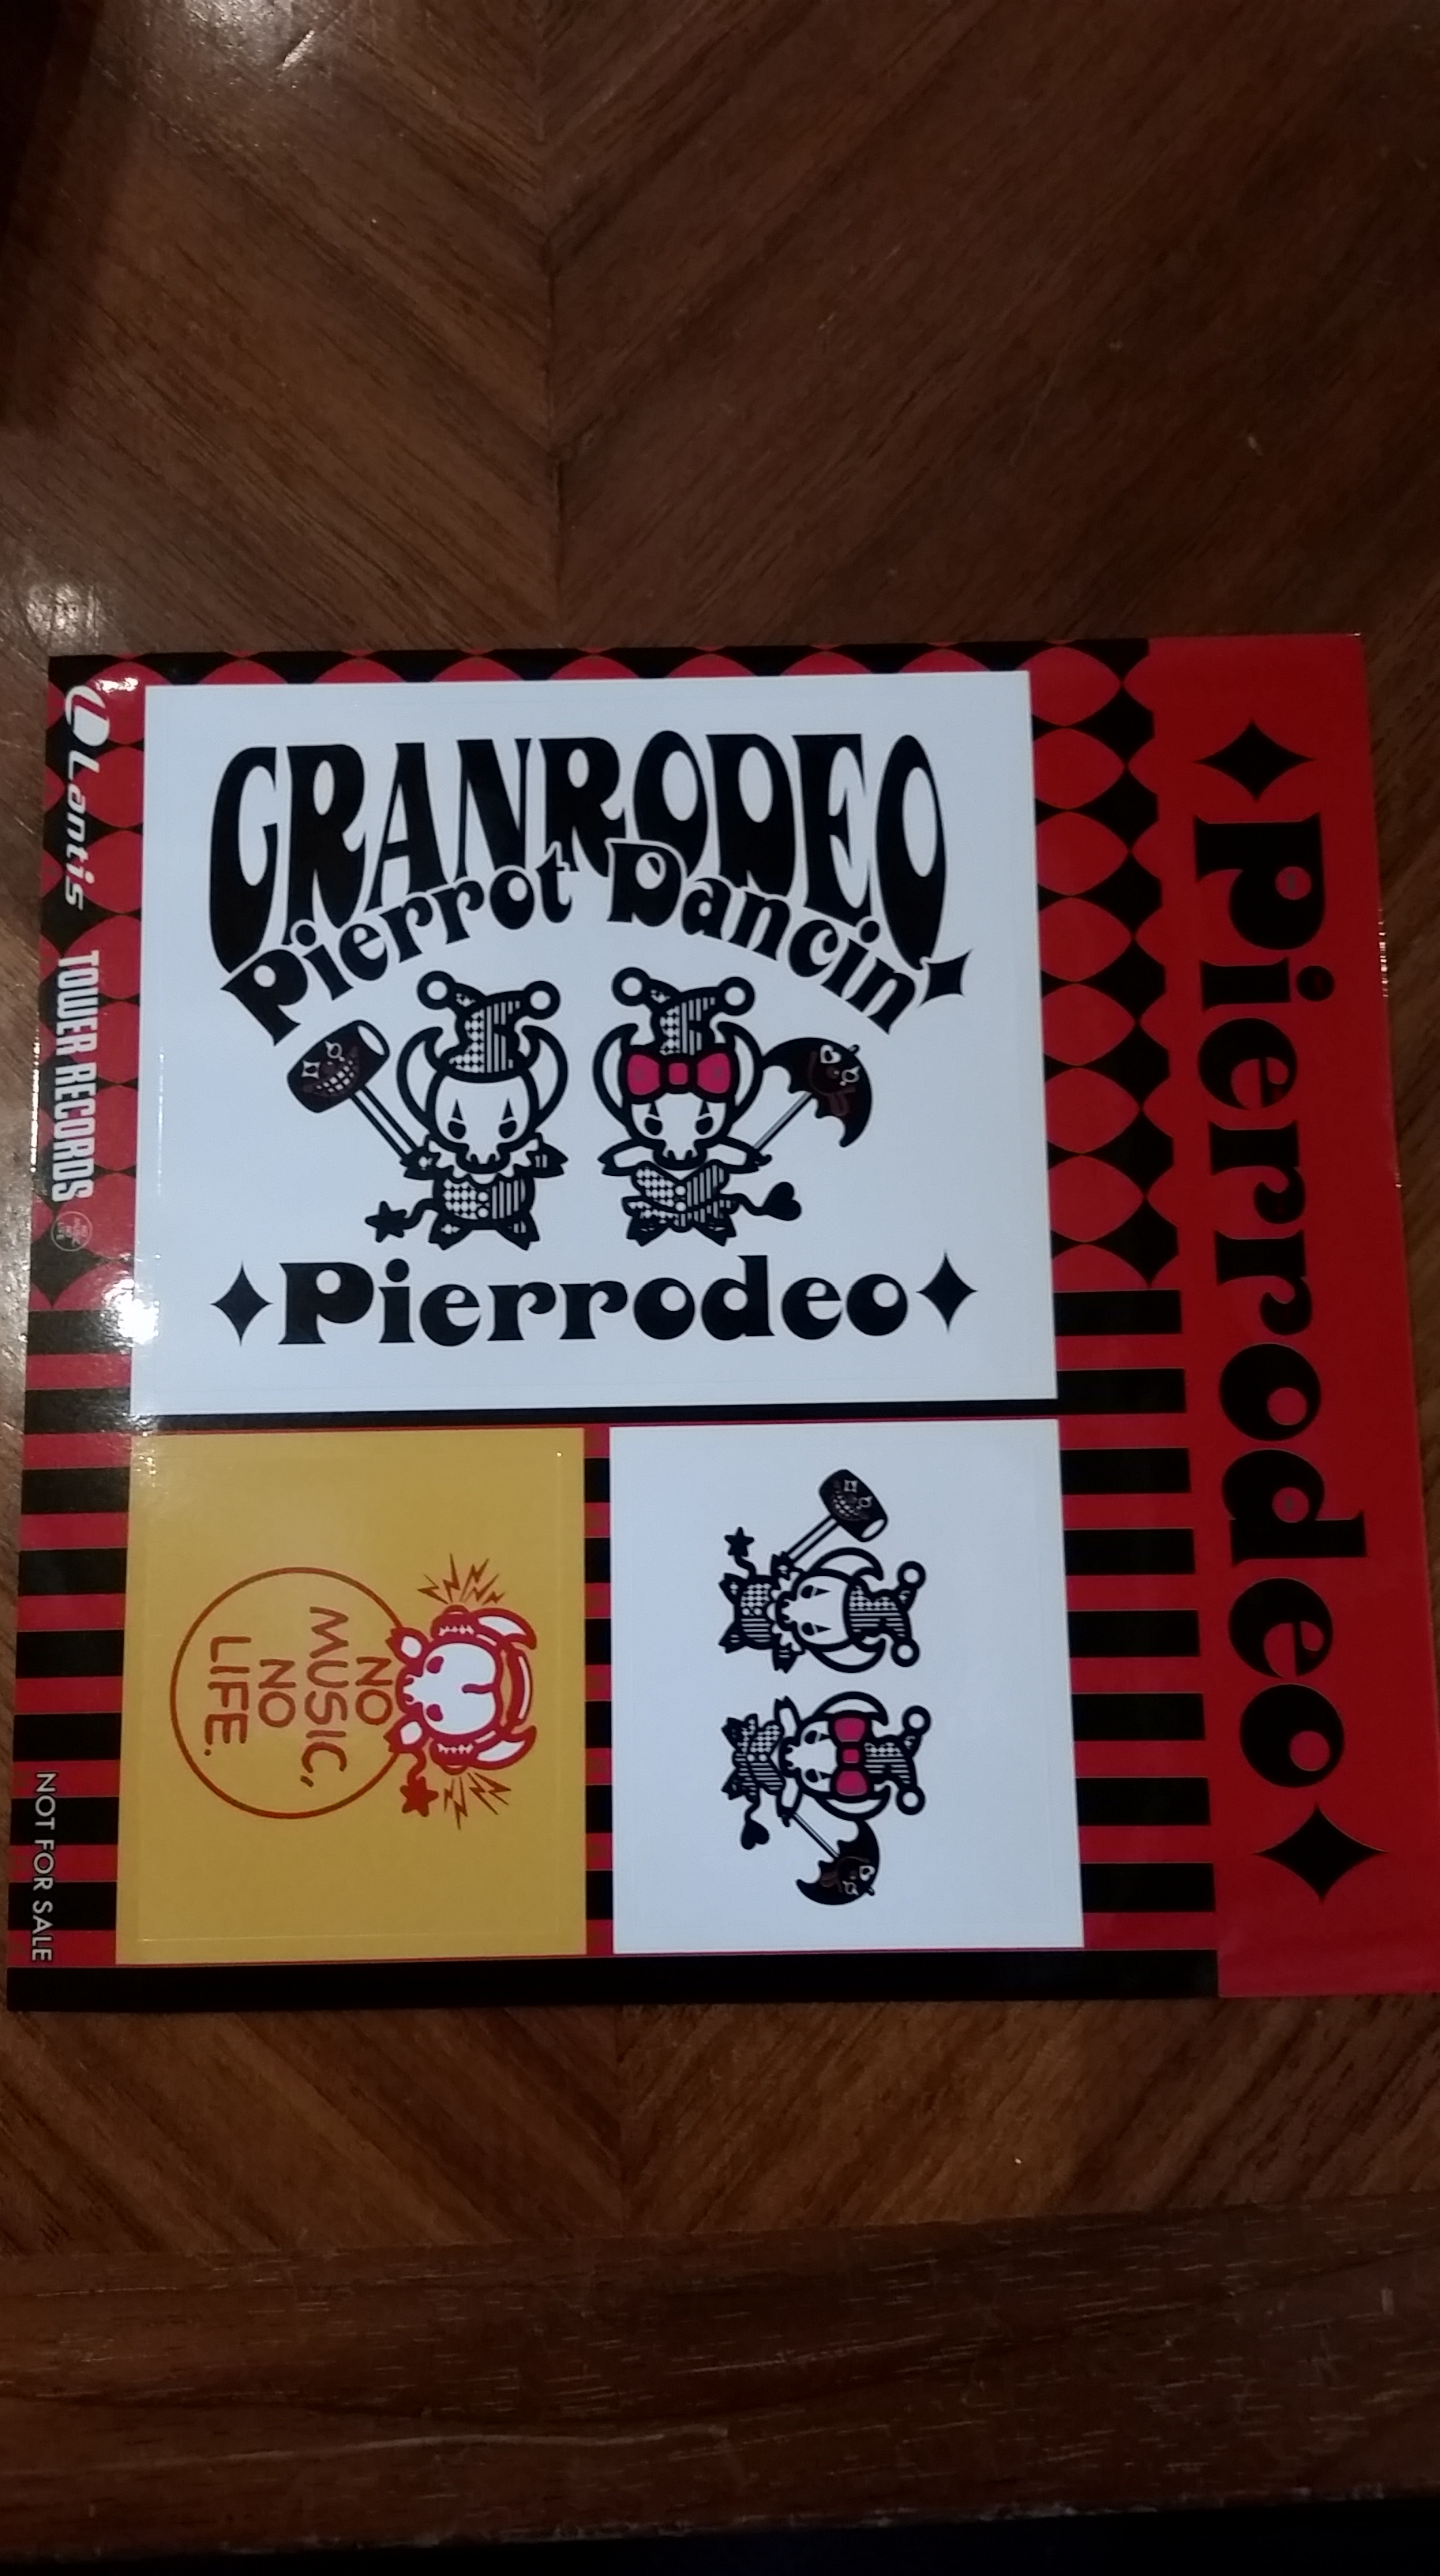 GRANRODEO
Pierrot Dancin'
Pierrodeo
NO
MUSIC,
NO
LIFE.
Pierrodeo
Lantis
TOWER RECORDS
NOT FOR SALE